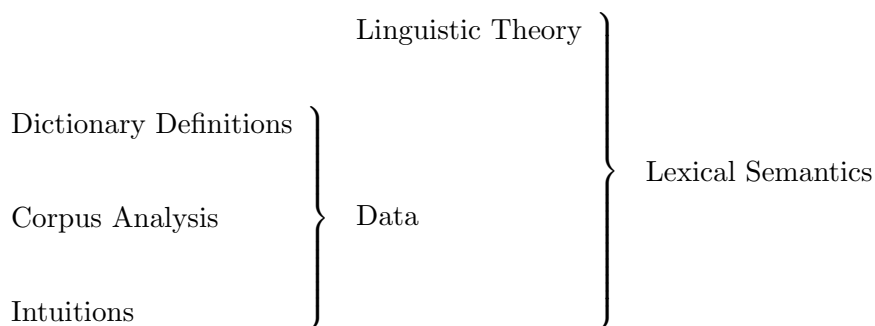 Linguistic Theory
Dictionary Definitions
Lexical Semantics
Corpus Analysis
Data
Intuitions